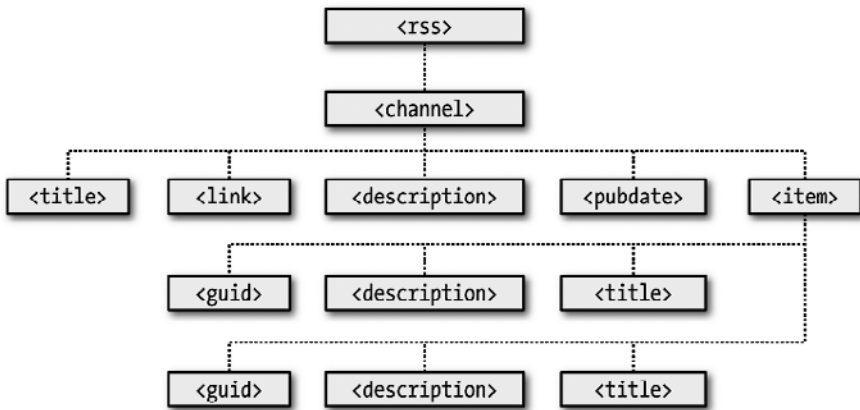 <rss>
<channel>
<title> <link> <description> <pubdate> <item>
<guid> <description> <title>
<guid> <description> <title>